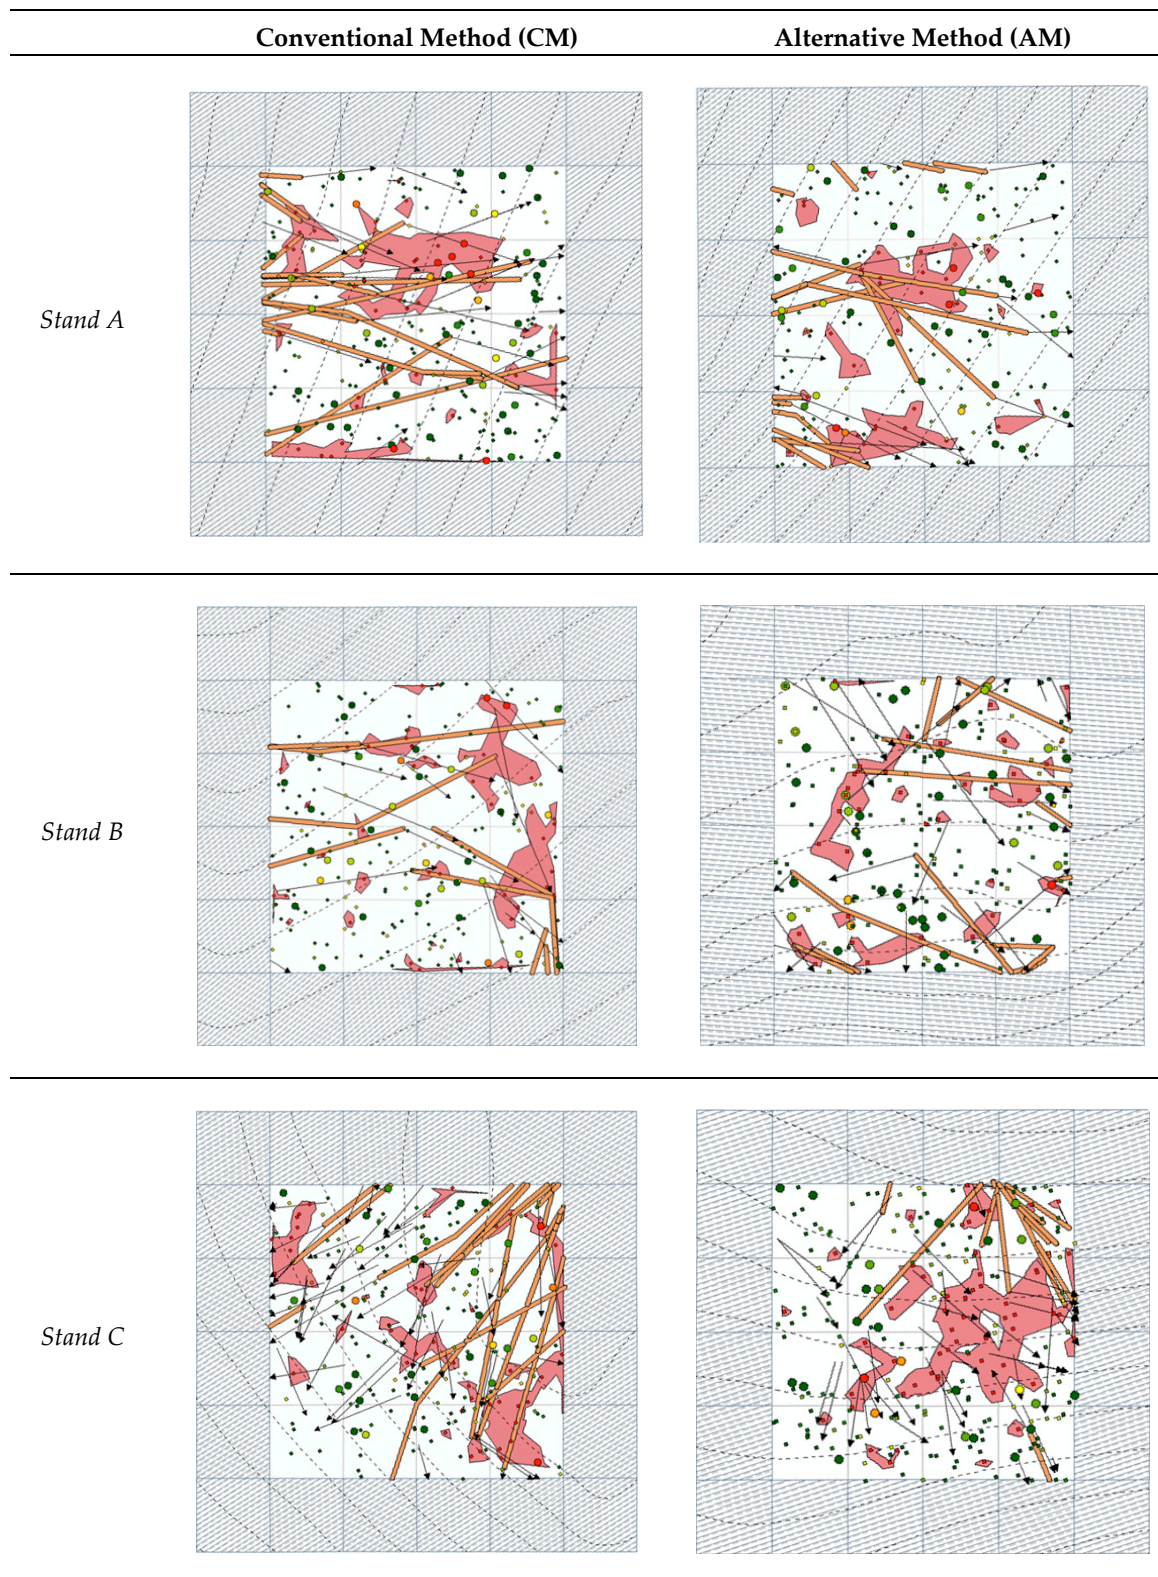 Conventional Method (CM) Alternative Method (AM)
Stand A
Stand B
Stand C